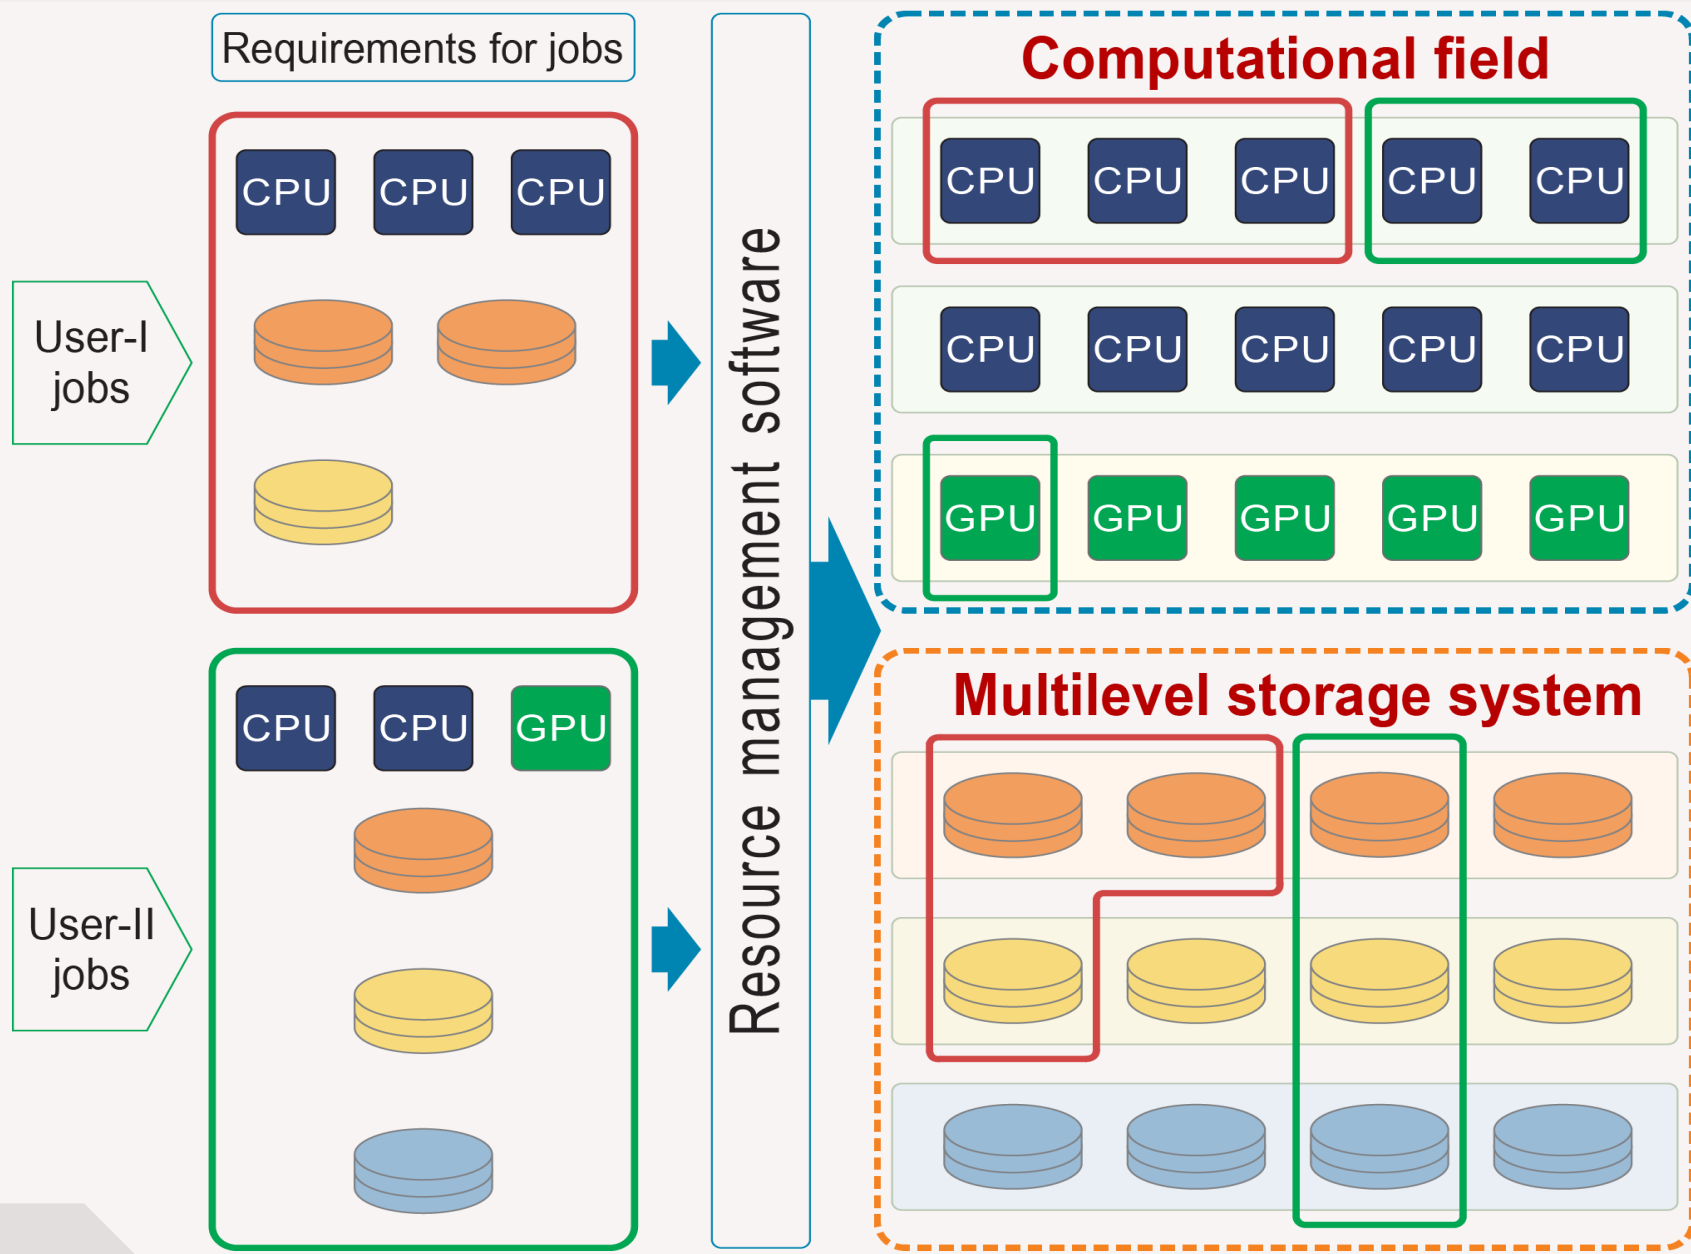 Requirements for jobs
CPU CPU CPU
User-I
jobs
CPU CPU GPU
User-II
jobs
Resource management software
Computational field
CPU CPU CPU CPU CPU
CPU CPU CPU CPU CPU
GPU GPU GPU GPU GPU
Multilevel storage system